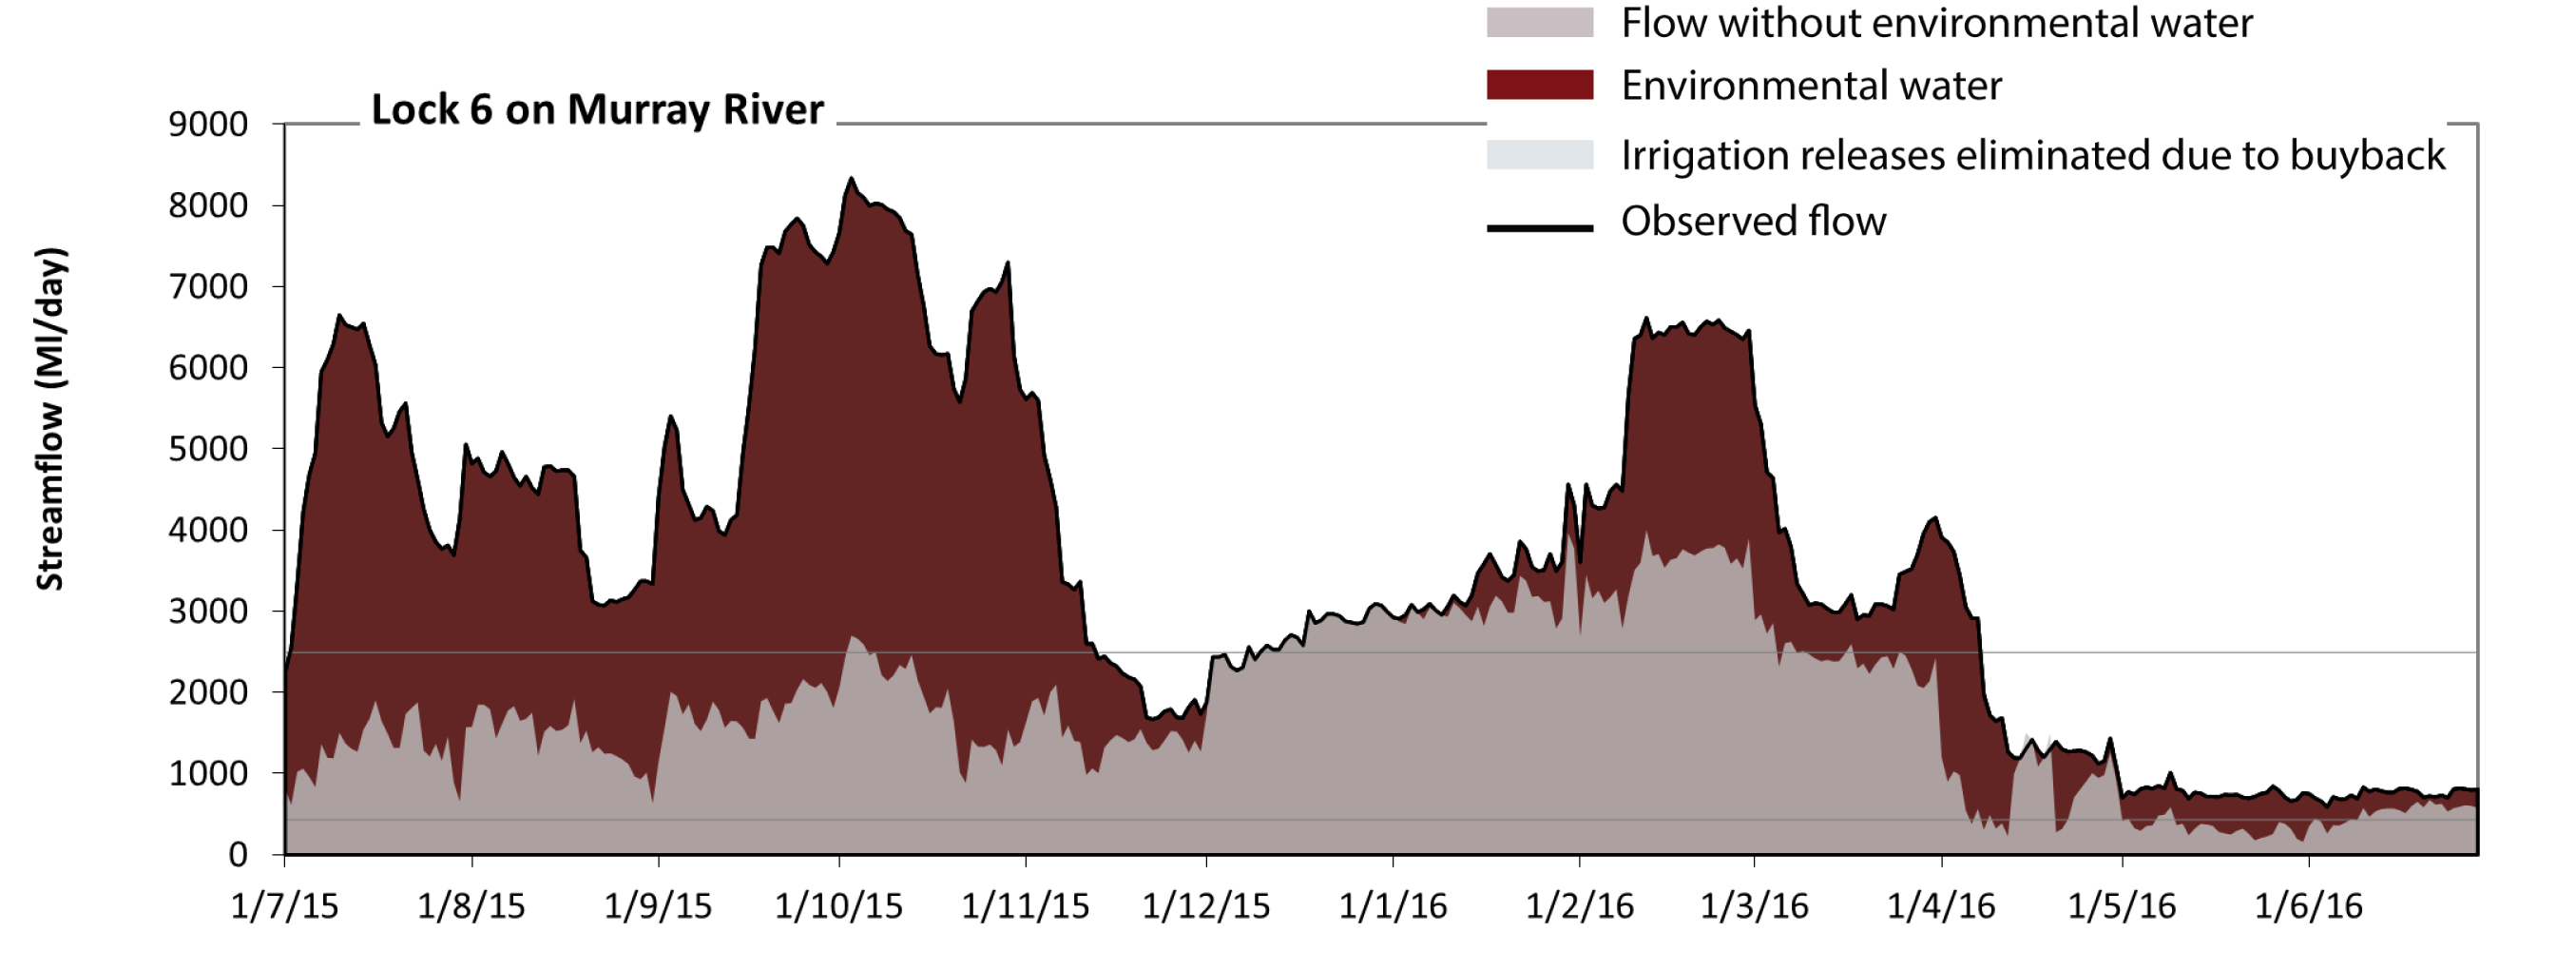 Flow without environmental water
Environmental water
Irrigation releases eliminated due to buyback
Observed flow
Lock 6 on Murray River
Streamflow (Ml/day)
9000
8000
7000
6000
5000
4000
3000
2000
1000
0
1/7/15 1/8/15 1/9/15 1/10/15 1/11/15 1/12/15 1/1/16 1/2/16 1/3/16 1/4/16 1/5/16 1/6/16